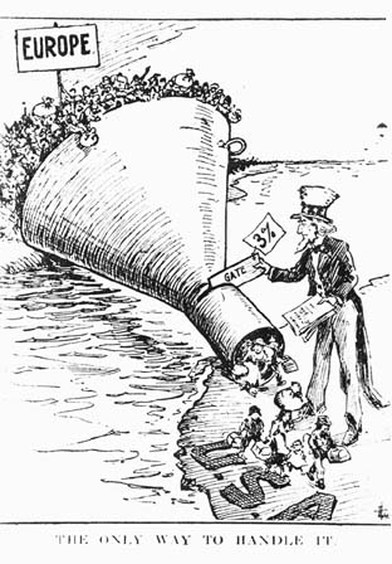 EUROPE
3%
GATE
U
S
A
THE ONLY WAY TO HANDLE IT.